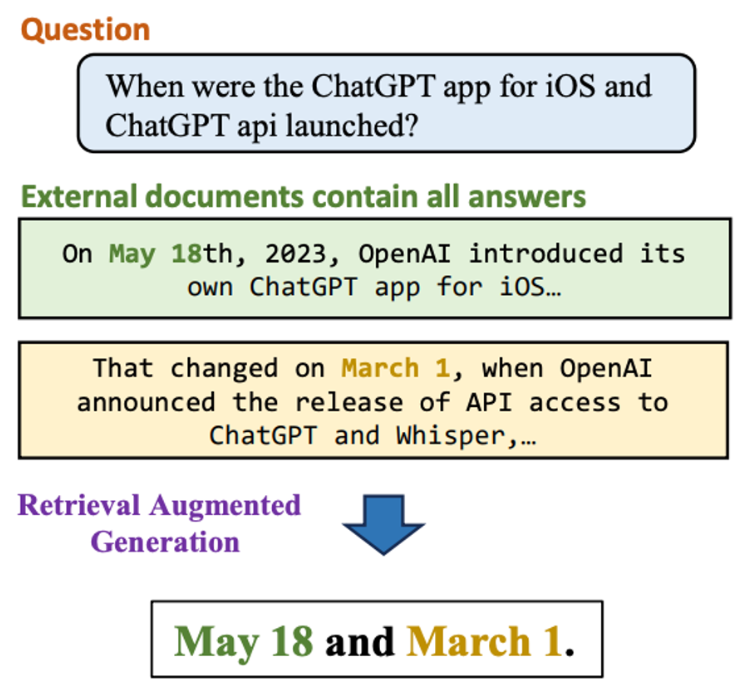 Question
When were the ChatGPT app for iOS and
ChatGPT api launched?
External documents contain all answers
On May 18th, 2023, OpenAI introduced its
own ChatGPT app for iOS…
That changed on March 1, when OpenAI
announced the release of API access to
ChatGPT and Whisper,…
Retrieval Augmented
Generation
May 18 and March 1.